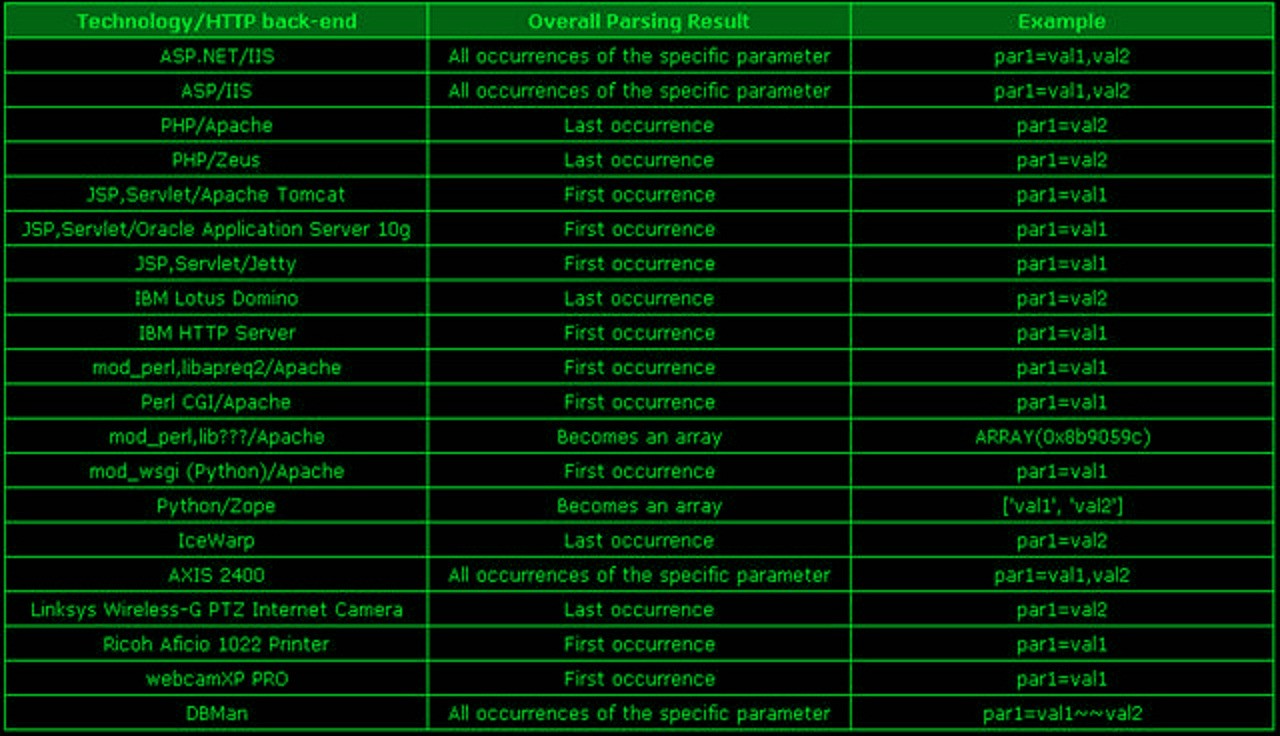 Technology/HTTP back-end Overall Parsing Result Example
ASP.NET/IIS All occurrences of the specific parameter par1=val1,val2
ASP/IIS All occurrences of the specific parameter par1=val1,val2
PHP/Apache Last occurrence par1=val2
PHP/Zeus Last occurrence par1=val2
JSP,Servlet/Apache Tomcat First occurrence par1=val1
JSP,Servlet/Oracle Application Server 10g First occurrence par1=val1
JSP,Servlet/Jetty First occurrence par1=val1
IBM Lotus Domino Last occurrence par1=val2
IBM HTTP Server First occurrence par1=val1
mod_perl,libapreq2/Apache First occurrence par1=val1
Perl CGI/Apache First occurrence par1=val1
mod_perl,lib???/Apache Becomes an array ARRAY(0x8b9059c)
mod_wsgi (Python)/Apache First occurrence par1=val1
Python/Zope Becomes an array ['val1', 'val2']
IceWarp Last occurrence par1=val2
AXIS 2400 All occurrences of the specific parameter par1=val1,val2
Linksys Wireless-G PTZ Internet Camera Last occurrence par1=val2
Ricoh Aficio 1022 Printer First occurrence par1=val1
webcamXP PRO First occurrence par1=val1
DBMan All occurrences of the specific parameter par1=val1~~val2